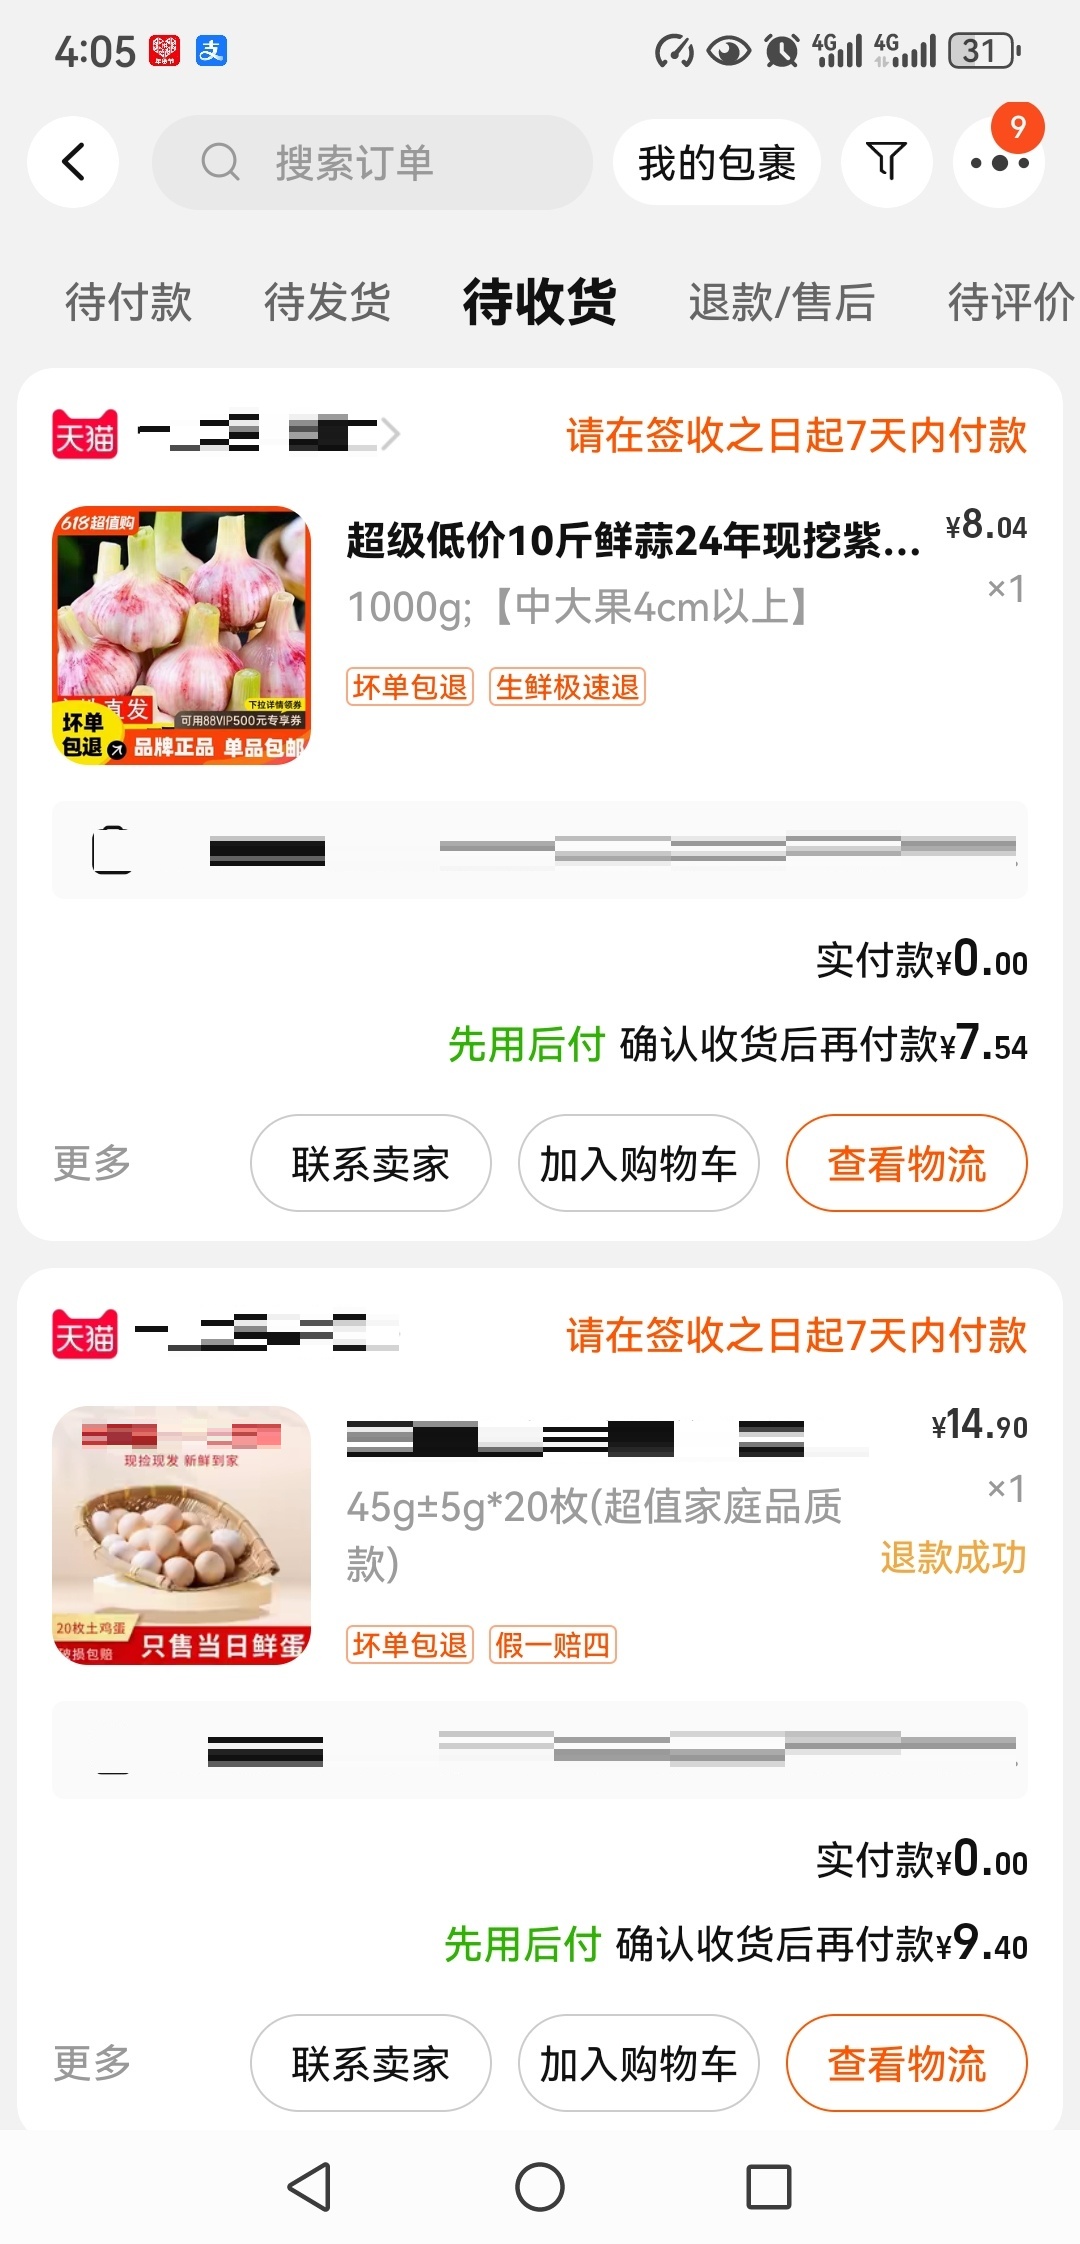 4:05
4G
4G
31
搜索订单
我的包裹
9
待付款
待发货
待收货
退款/售后
待评价
天猫
请在签收之日起7天内付款
618超值购
下拉详情领券
直发
可用88VIP500元专享券
坏单
包退
品牌正品 单品包邮
超级低价10斤鲜蒜24年现挖紫...
¥8.04
1000g;【中大果4cm以上】
×1
坏单包退
生鲜极速退
实付款¥0.00
先用后付 确认收货后再付款¥7.54
更多
联系卖家
加入购物车
查看物流
天猫
请在签收之日起7天内付款
现捡现发 新鲜到家
20枚土鸡蛋
破损包赔
只售当日鲜蛋
¥14.90
45g±5g*20枚(超值家庭品质
款)
×1
退款成功
坏单包退
假一赔四
实付款¥0.00
先用后付 确认收货后再付款¥9.40
更多
联系卖家
加入购物车
查看物流